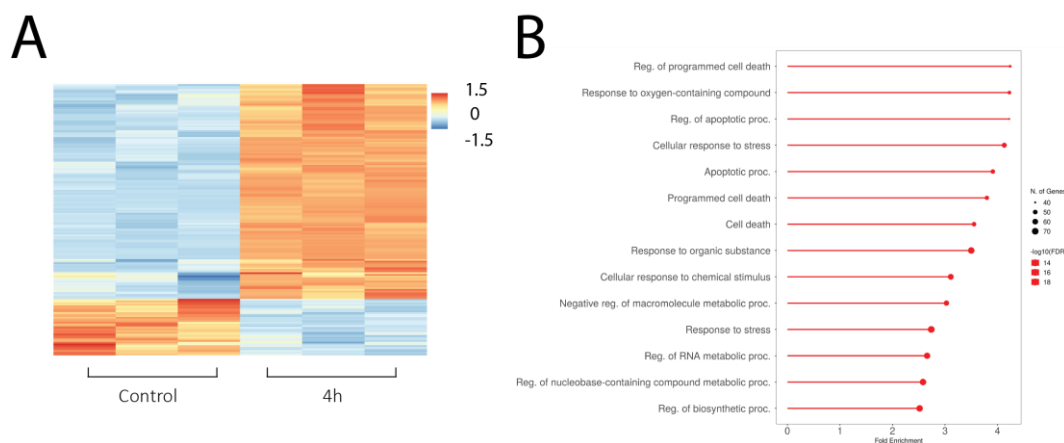 A
1.5
0
-1.5
Control
4h
B
Reg. of programmed cell death
Response to oxygen-containing compound
Reg. of apoptotic proc.
Cellular response to stress
Apoptotic proc.
Programmed cell death
Cell death
Response to organic substance
Cellular response to chemical stimulus
Negative reg. of macromolecule metabolic proc.
Response to stress
Reg. of RNA metabolic proc.
Reg. of nucleobase-containing compound metabolic proc.
Reg. of biosynthetic proc.
0 1 2 3 4
Fold Enrichment
N. of Genes
40
50
60
70
-log10(FDR)
14
16
18